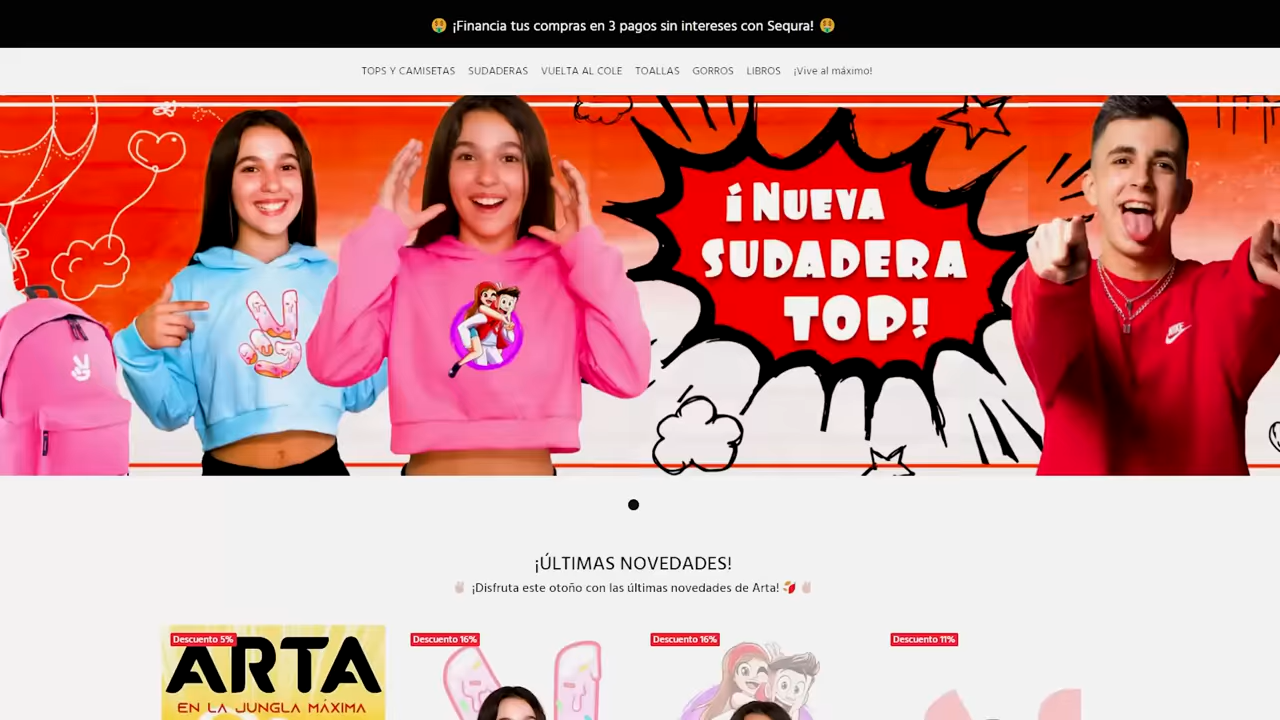 🤑 ¡Financia tus compras en 3 pagos sin intereses con Sequra! 🤑
TOPS Y CAMISETAS SUDADERAS VUELTA AL COLE TOALLAS GORROS LIBROS ¡Vive al máximo!
¡NUEVA
SUDADERA
TOP!
¡ÚLTIMAS NOVEDADES!
✌🏻 ¡Disfruta este otoño con las últimas novedades de Arta! 🍂 ✌🏻
Descuento 5% Descuento 16% Descuento 16% Descuento 11%
ARTA
EN LA JUNGLA MÁXIMA